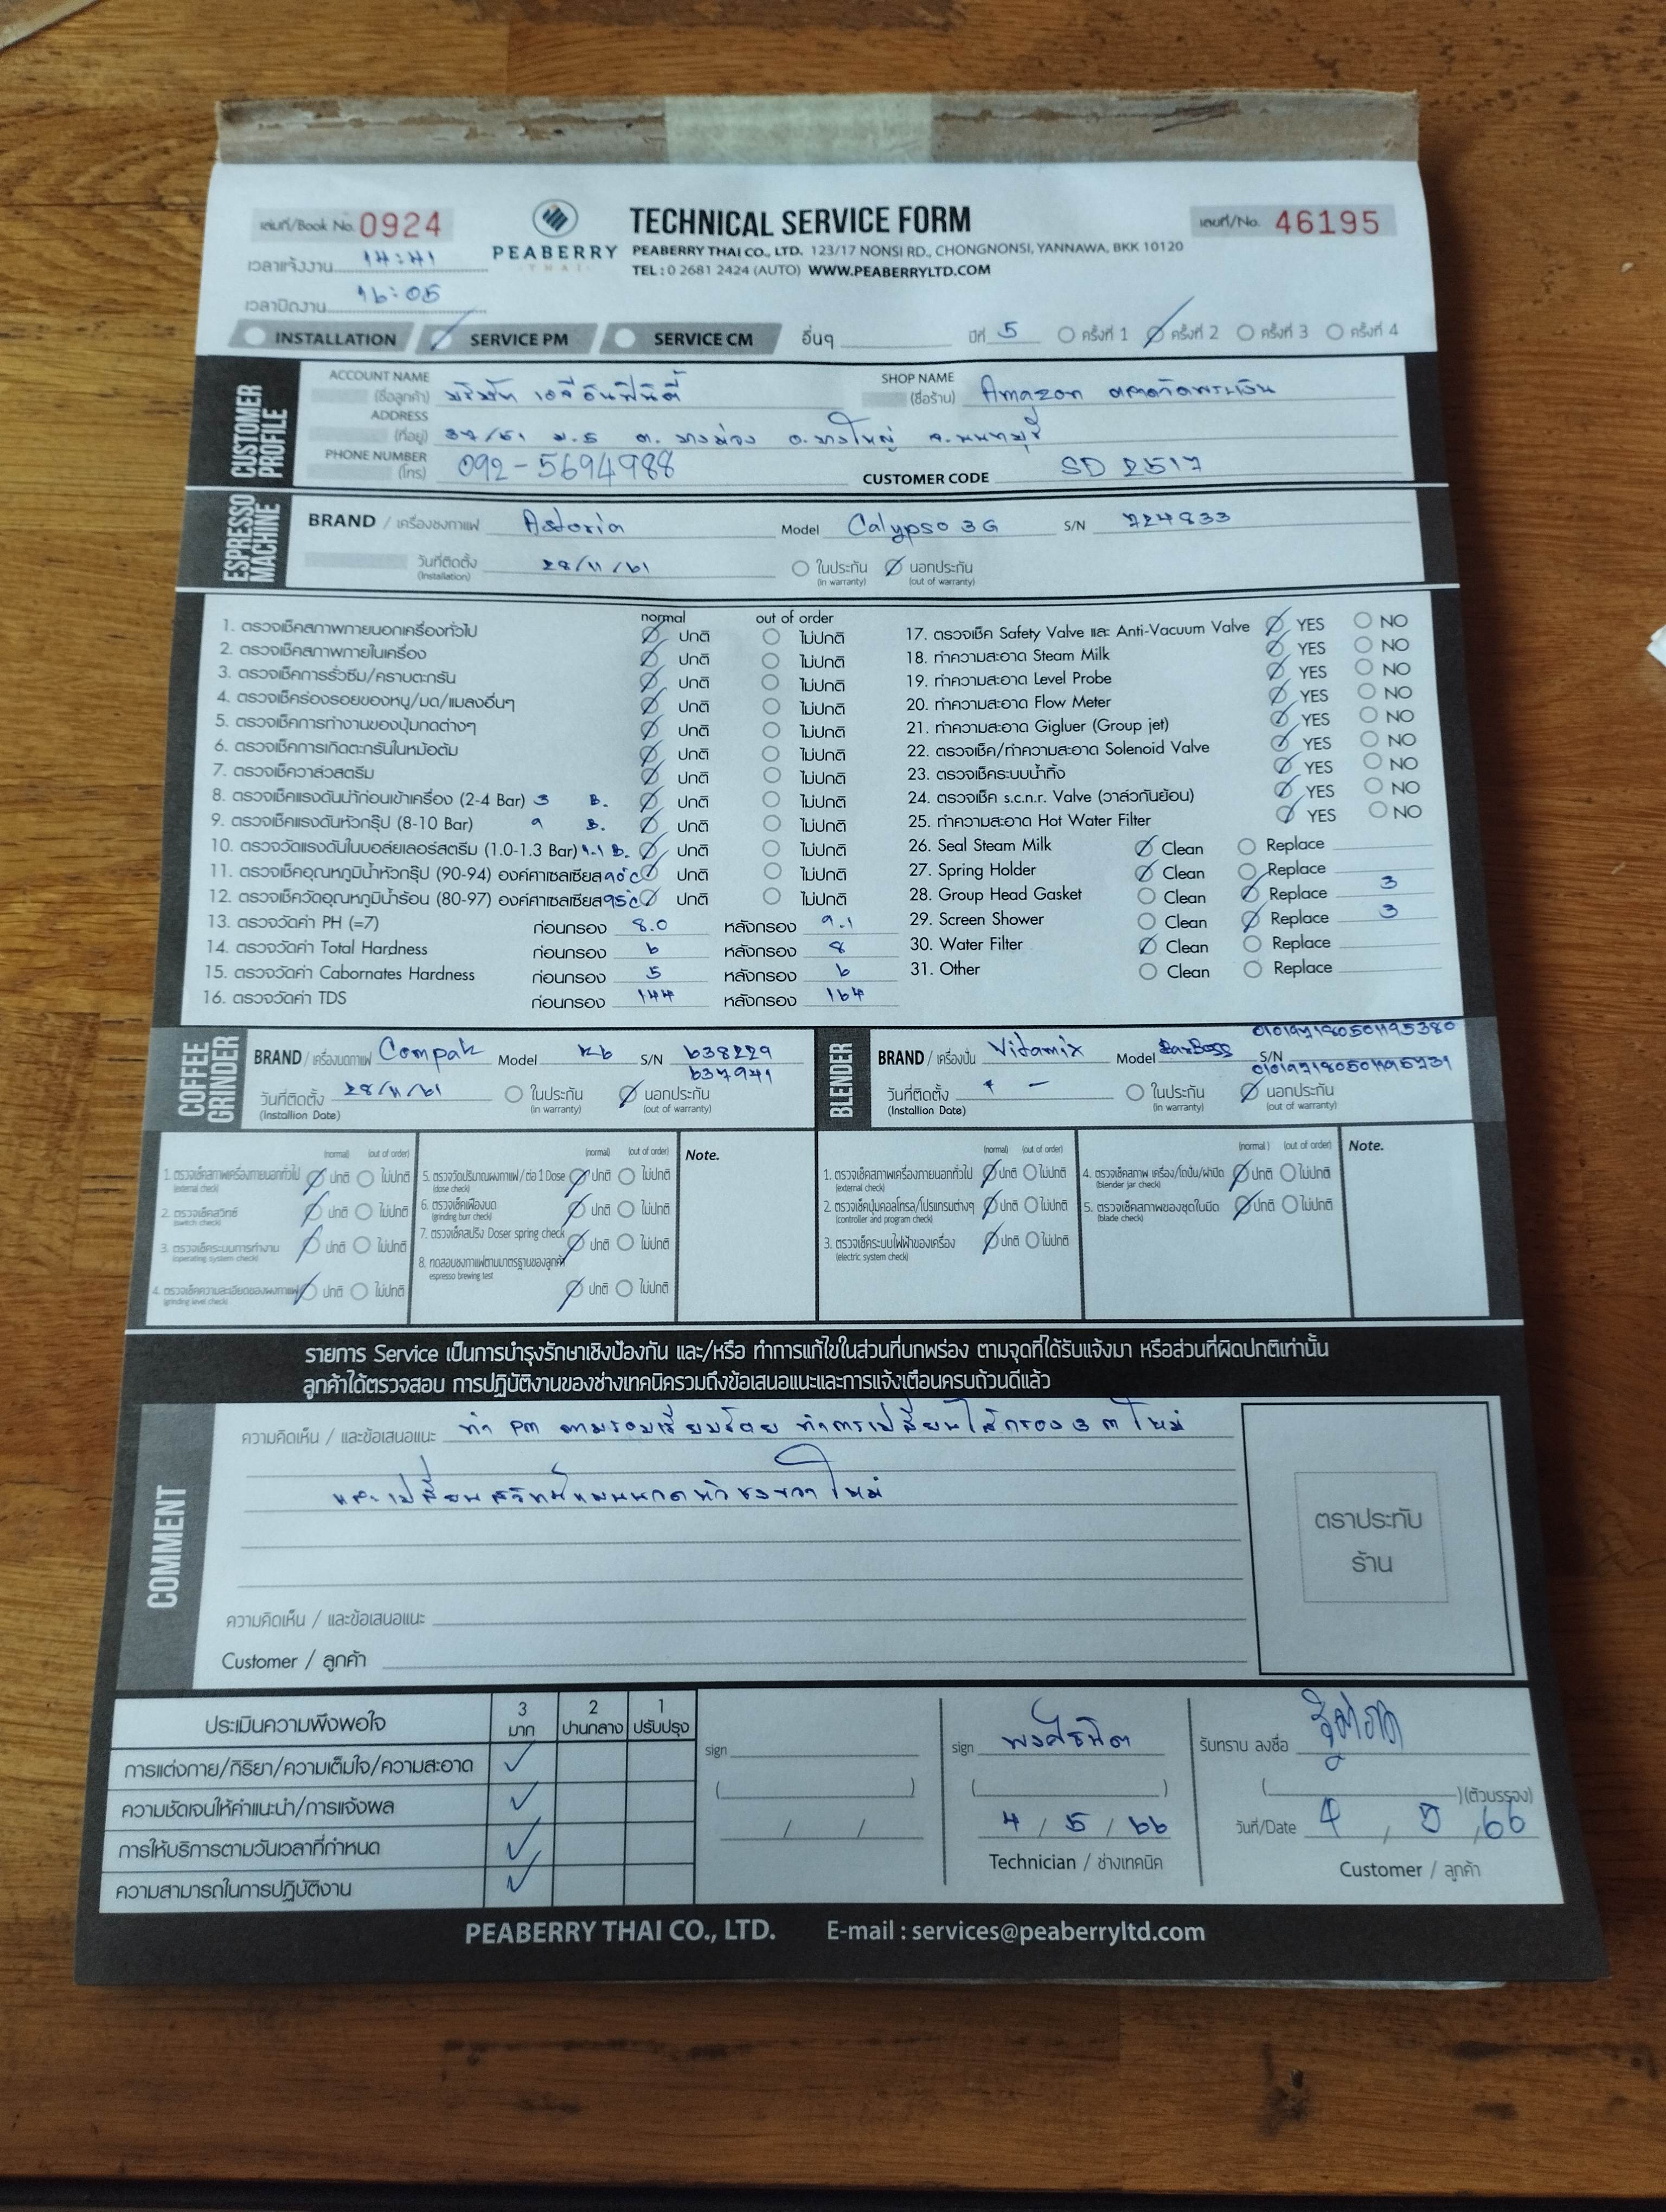 เล่มที่/Book No. 0924
PEABERRY
THAI
TECHNICAL SERVICE FORM
PEABERRY THAI CO., LTD. 123/17 NONSI RD., CHONGNONSI, YANNAWA, BKK 10120
TEL : 0 2681 2424 (AUTO) WWW.PEABERRYLTD.COM
เลขที่/No. 46195
เวลาแจ้งงาน 14:41
เวลาปิดงาน 16:05
INSTALLATION SERVICE PM SERVICE CM อื่นๆ ปีที่ 5 ครั้งที่ 1 ครั้งที่ 2 ครั้งที่ 3 ครั้งที่ 4
CUSTOMER PROFILE
ACCOUNT NAME (ชื่อลูกค้า) บริษัท เอจีอินฟินิตี้ SHOP NAME (ชื่อร้าน) Amazon ตลาดวัดพระเงิน
ADDRESS (ที่อยู่) 37/51 ม.5 ต. บางม่วง อ.บางใหญ่ จ.นนทบุรี
PHONE NUMBER (โทร) 092-5694988 CUSTOMER CODE SD 2517
ESPRESSO MACHINE
BRAND / เครื่องชงกาแฟ Astoria Model Calypso 3G S/N 724833
วันที่ติดตั้ง (Installation) 28/11/61 ในประกัน (in warranty) นอกประกัน (out of warranty)
normal out of order
1. ตรวจเช็คสภาพภายนอกเครื่องทั่วไป ปกติ ไม่ปกติ
2. ตรวจเช็คสภาพภายในเครื่อง ปกติ ไม่ปกติ
3. ตรวจเช็คการรั่วซึม/คราบตะกรัน ปกติ ไม่ปกติ
4. ตรวจเช็คร่องรอยของหนู/มด/แมลงอื่นๆ ปกติ ไม่ปกติ
5. ตรวจเช็คการทำงานของปุ่มกดต่างๆ ปกติ ไม่ปกติ
6. ตรวจเช็คการเกิดตะกรันในหม้อต้ม ปกติ ไม่ปกติ
7. ตรวจเช็ควาล์วสตรีม ปกติ ไม่ปกติ
8. ตรวจเช็คแรงดันน้ำก่อนเข้าเครื่อง (2-4 Bar) 3 B. ปกติ ไม่ปกติ
9. ตรวจเช็คแรงดันหัวกรุ๊ป (8-10 Bar) 9 B. ปกติ ไม่ปกติ
10. ตรวจวัดแรงดันในบอล์ยเลอร์สตรีม (1.0-1.3 Bar) 1.1 B. ปกติ ไม่ปกติ
11. ตรวจเช็คอุณหภูมิน้ำหัวกรุ๊ป (90-94) องศาเซลเซียส 90°C ปกติ ไม่ปกติ
12. ตรวจเช็ควัดอุณหภูมิน้ำร้อน (80-97) องศาเซลเซียส 95°C ปกติ ไม่ปกติ
13. ตรวจวัดค่า PH (=7) ก่อนกรอง 8.0 หลังกรอง 9.1
14. ตรวจวัดค่า Total Hardness ก่อนกรอง 6 หลังกรอง 8
15. ตรวจวัดค่า Cabornates Hardness ก่อนกรอง 5 หลังกรอง 6
16. ตรวจวัดค่า TDS ก่อนกรอง 144 หลังกรอง 164
17. ตรวจเช็ค Safety Valve และ Anti-Vacuum Valve YES NO
18. ทำความสะอาด Steam Milk YES NO
19. ทำความสะอาด Level Probe YES NO
20. ทำความสะอาด Flow Meter YES NO
21. ทำความสะอาด Gigluer (Group jet) YES NO
22. ตรวจเช็ค/ทำความสะอาด Solenoid Valve YES NO
23. ตรวจเช็คระบบน้ำทิ้ง YES NO
24. ตรวจเช็ค s.c.n.r. Valve (วาล์วกันย้อน) YES NO
25. ทำความสะอาด Hot Water Filter YES NO
26. Seal Steam Milk Clean Replace
27. Spring Holder Clean Replace
28. Group Head Gasket Clean Replace 3
29. Screen Shower Clean Replace 3
30. Water Filter Clean Replace
31. Other Clean Replace
COFFEE GRINDER
BRAND / เครื่องบดกาแฟ Compak Model K6 S/N 638229
637941
วันที่ติดตั้ง (Installion Date) 28/11/61 ในประกัน (in warranty) นอกประกัน (out of warranty)
(normal) (out of order) (normal) (out of order) Note.
1. ตรวจเช็คสภาพเครื่องภายนอกทั่วไป (external check) ปกติ ไม่ปกติ
2. ตรวจเช็คสวิทซ์ (switch check) ปกติ ไม่ปกติ
3. ตรวจเช็คระบบการทำงาน (operating system check) ปกติ ไม่ปกติ
4. ตรวจเช็คความละเอียดของผงกาแฟ (grinding level check) ปกติ ไม่ปกติ
5. ตรวจวัดปริมาณผงกาแฟ/ต่อ 1 Dose (dose check) ปกติ ไม่ปกติ
6. ตรวจเช็คเฟืองบด (grinding burr check) ปกติ ไม่ปกติ
7. ตรวจเช็คสปริง Doser spring check ปกติ ไม่ปกติ
8. ทดสอบชงกาแฟตามมาตรฐานของลูกค้า espresso brewing test ปกติ ไม่ปกติ
BLENDER
BRAND / เครื่องปั่น Vitamix Model BarBoss S/N
วันที่ติดตั้ง (Installion Date) - ในประกัน (in warranty) นอกประกัน (out of warranty)
(normal) (out of order) (normal) (out of order) Note.
1. ตรวจเช็คสภาพเครื่องภายนอกทั่วไป (external check) ปกติ ไม่ปกติ
2. ตรวจเช็คปุ่มคอลโทรล/โปรแกรมต่างๆ (controller and program check) ปกติ ไม่ปกติ
3. ตรวจเช็คระบบไฟฟ้าของเครื่อง (electric system check) ปกติ ไม่ปกติ
4. ตรวจเช็คสภาพ เครื่อง/โถปั่น/ฝาปิด (blender jar check) ปกติ ไม่ปกติ
5. ตรวจเช็คสภาพของชุดใบมีด (blade check) ปกติ ไม่ปกติ
รายการ Service เป็นการบำรุงรักษาเชิงป้องกัน และ/หรือ ทำการแก้ไขในส่วนที่บกพร่อง ตามจุดที่ได้รับแจ้งมา หรือส่วนที่ผิดปกติเท่านั้น
ลูกค้าได้ตรวจสอบ การปฏิบัติงานของช่างเทคนิครวมถึงข้อเสนอแนะและการแจ้งเตือนครบถ้วนดีแล้ว
COMMENT
ความคิดเห็น / และข้อเสนอแนะ ทำ PM ตามรอบเรียบร้อย ทำการเปลี่ยนไส้กรอง 3 ตัวใหม่
และเปลี่ยนสวิทช์แผงกดหัวชงขวาใหม่
ตราประทับ
ร้าน
ความคิดเห็น / และข้อเสนอแนะ
Customer / ลูกค้า
ประเมินความพึงพอใจ 3 มาก 2 ปานกลาง 1 ปรับปรุง
การแต่งกาย/กิริยา/ความเต็มใจ/ความสะอาด
ความชัดเจนให้คำแนะนำ/การแจ้งผล
การให้บริการตามวันเวลาที่กำหนด
ความสามารถในการปฏิบัติงาน
sign
sign พงศ์ธนิต
4 / 5 / 66
Technician / ช่างเทคนิค
รับทราบ ลงชื่อ
(ตัวบรรจง)
วันที่/Date 4 , 5 , 66
Customer / ลูกค้า
PEABERRY THAI CO., LTD. E-mail : services@peaberryltd.com